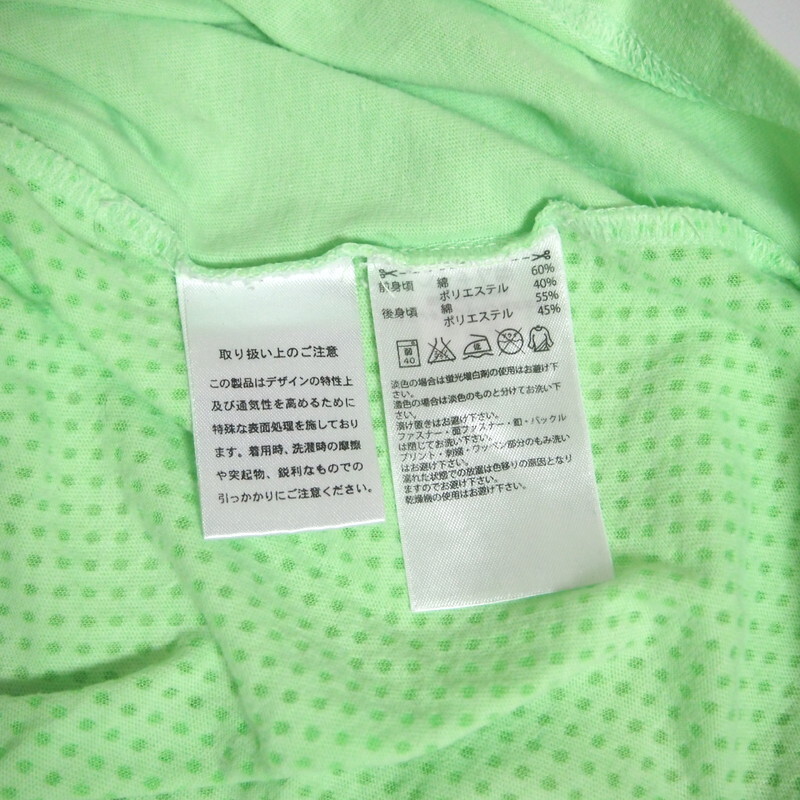 取り扱い上のご注意
この製品はデザインの特性上
及び通気性を高めるために
特殊な表面処理を施しており
ます。着用時、洗濯時の摩擦
や突起物、鋭利なものでの
引っかかりにご注意ください。
前身頃 綿 60%
ポリエステル 40%
後身頃 綿 55%
ポリエステル 45%
弱
40
淡色の場合は蛍光増白剤の使用はお避け下
さい。
濃色の場合は淡色のものと分けてお洗い下
さい。
漬け置きはお避け下さい。
ファスナー・面ファスナー・釦・バックル
は閉じてお洗い下さい。
プリント・刺繍・ワッペン部分のもみ洗い
はお避け下さい。
濡れた状態での放置は色移りの原因となり
ますのでお避け下さい。
乾燥機の使用はお避け下さい。